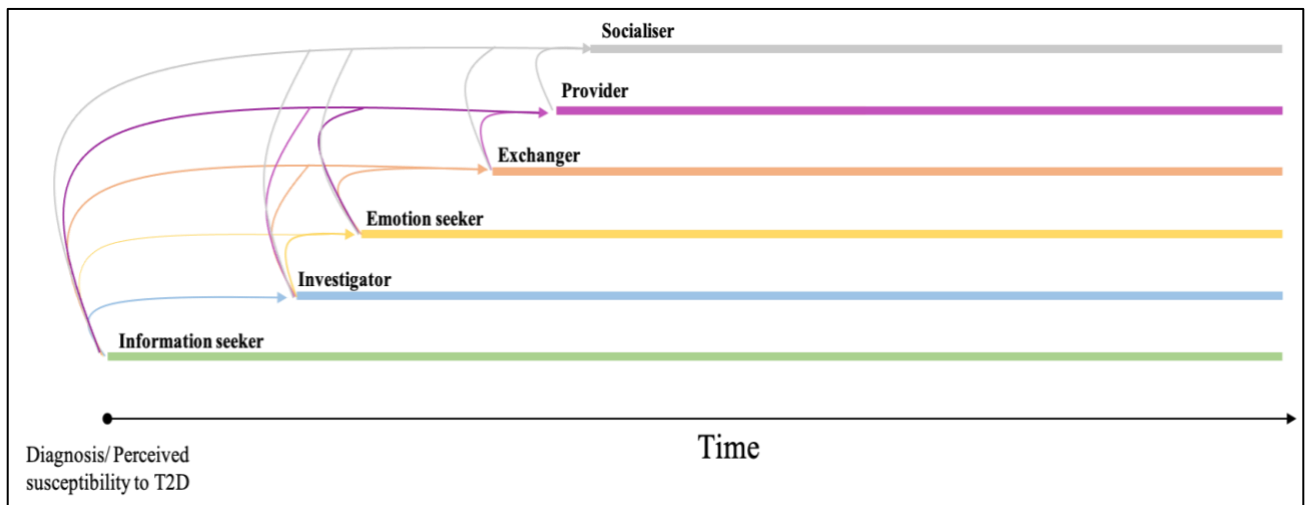 Socialiser
Provider
Exchanger
Emotion seeker
Investigator
Information seeker
Time
Diagnosis/ Perceived
susceptibility to T2D